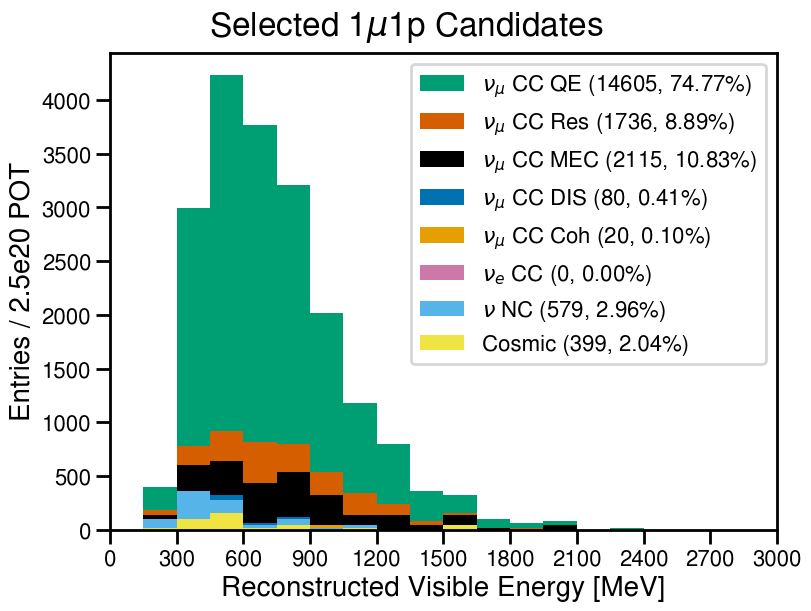 Selected 1μ1p Candidates
Entries / 2.5e20 POT
4000
3500
3000
2500
2000
1500
1000
500
0
ν_μ CC QE (14605, 74.77%)
ν_μ CC Res (1736, 8.89%)
ν_μ CC MEC (2115, 10.83%)
ν_μ CC DIS (80, 0.41%)
ν_μ CC Coh (20, 0.10%)
ν_e CC (0, 0.00%)
ν NC (579, 2.96%)
Cosmic (399, 2.04%)
0 300 600 900 1200 1500 1800 2100 2400 2700 3000
Reconstructed Visible Energy [MeV]